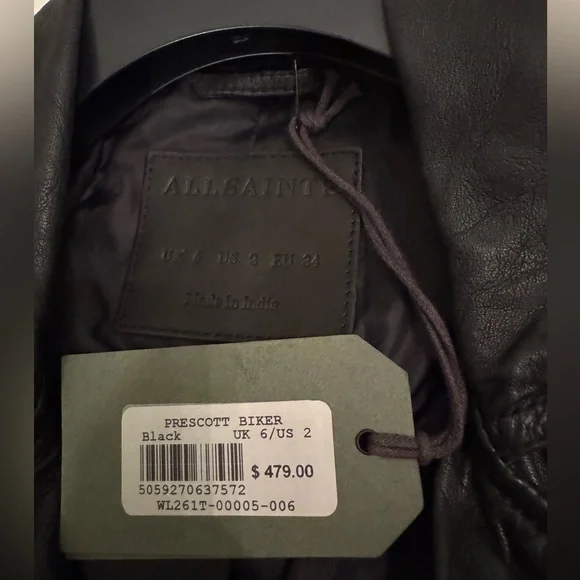 ALLSAINTS
UK 6 US 2 EU 34
Made in India
PRESCOTT BIKER
Black UK 6/US 2
$ 479.00
5059270637572
WL261T-00005-006